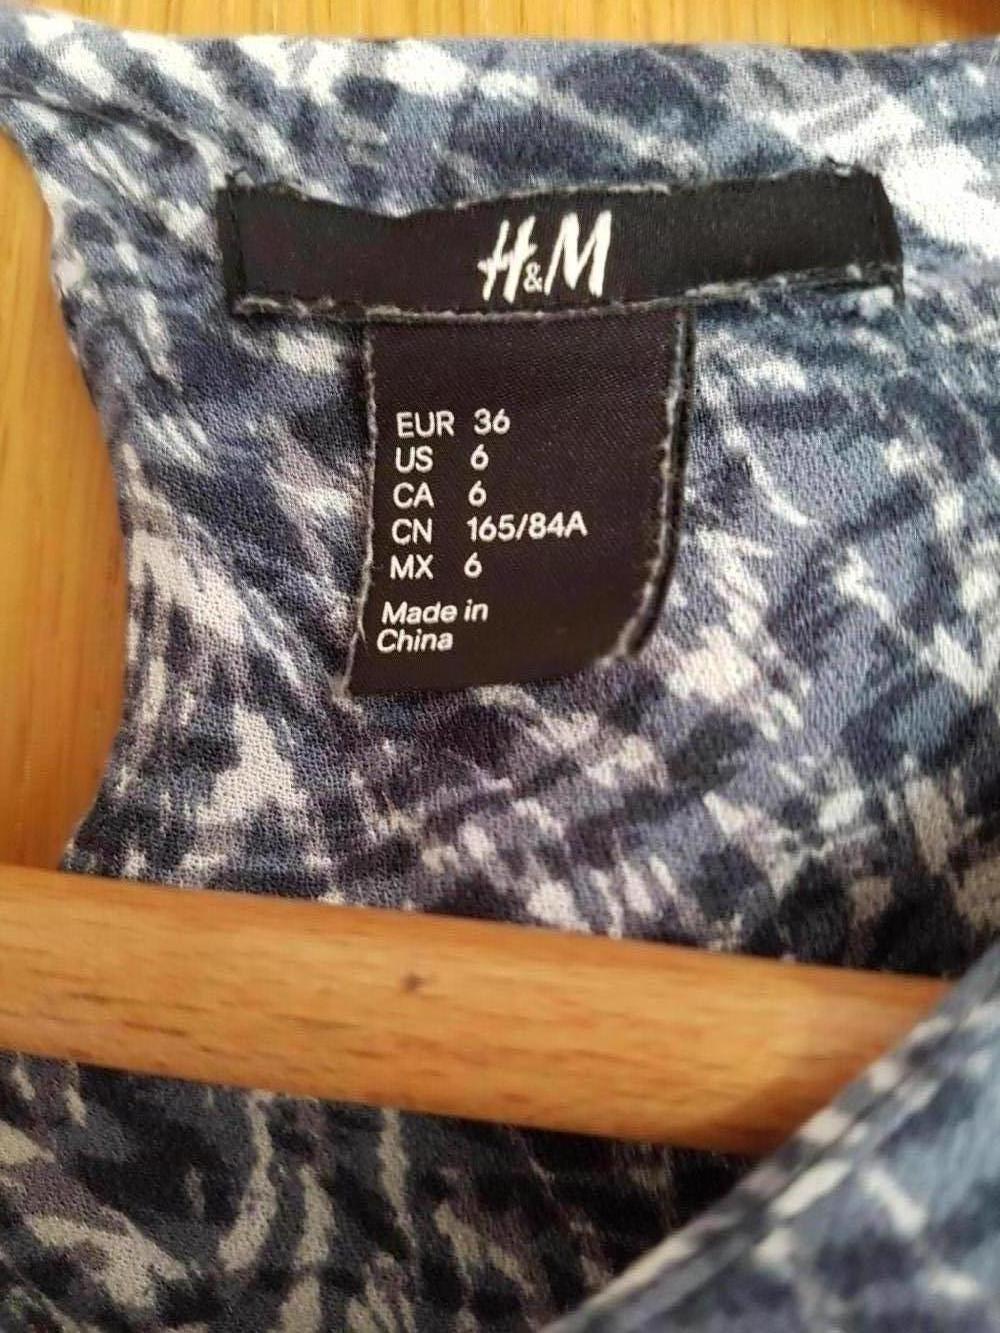 H&M
EUR 36
US 6
CA 6
CN 165/84A
MX 6
Made in
China